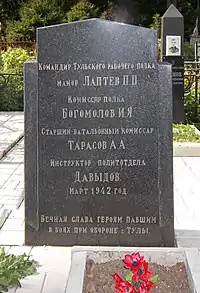 Командир Тульского рабочего полка
майор Лаптев П П
Комиссар полка
Богомолов И.Я
Старший батальонный комиссар
Тарасов А.А.
Инструктор политотдела
Давыдов
март 1942 год
Вечная слава героям павшим
в боях при обороне г Тулы.